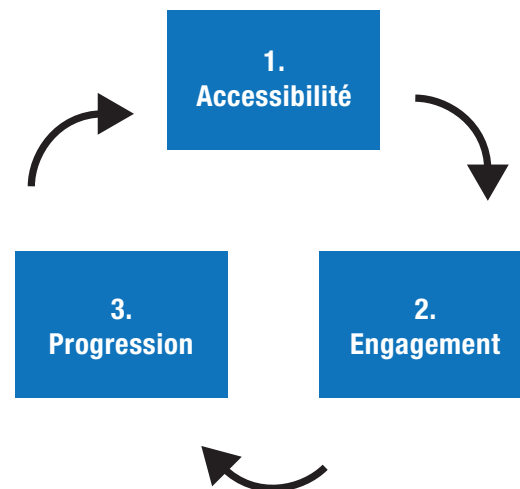 1.
Accessibilité
2.
Engagement
3.
Progression